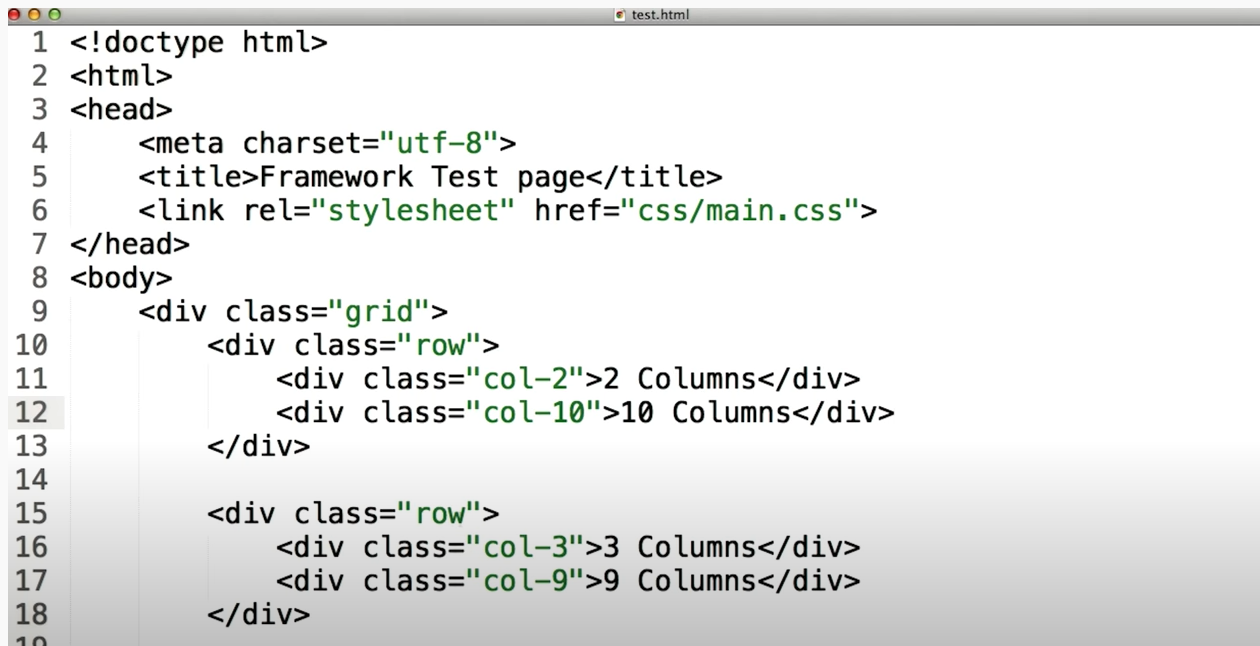 test.html
1 <!doctype html>
2 <html>
3 <head>
4     <meta charset="utf-8">
5     <title>Framework Test page</title>
6     <link rel="stylesheet" href="css/main.css">
7 </head>
8 <body>
9     <div class="grid">
10         <div class="row">
11             <div class="col-2">2 Columns</div>
12             <div class="col-10">10 Columns</div>
13         </div>
14
15         <div class="row">
16             <div class="col-3">3 Columns</div>
17             <div class="col-9">9 Columns</div>
18         </div>
19